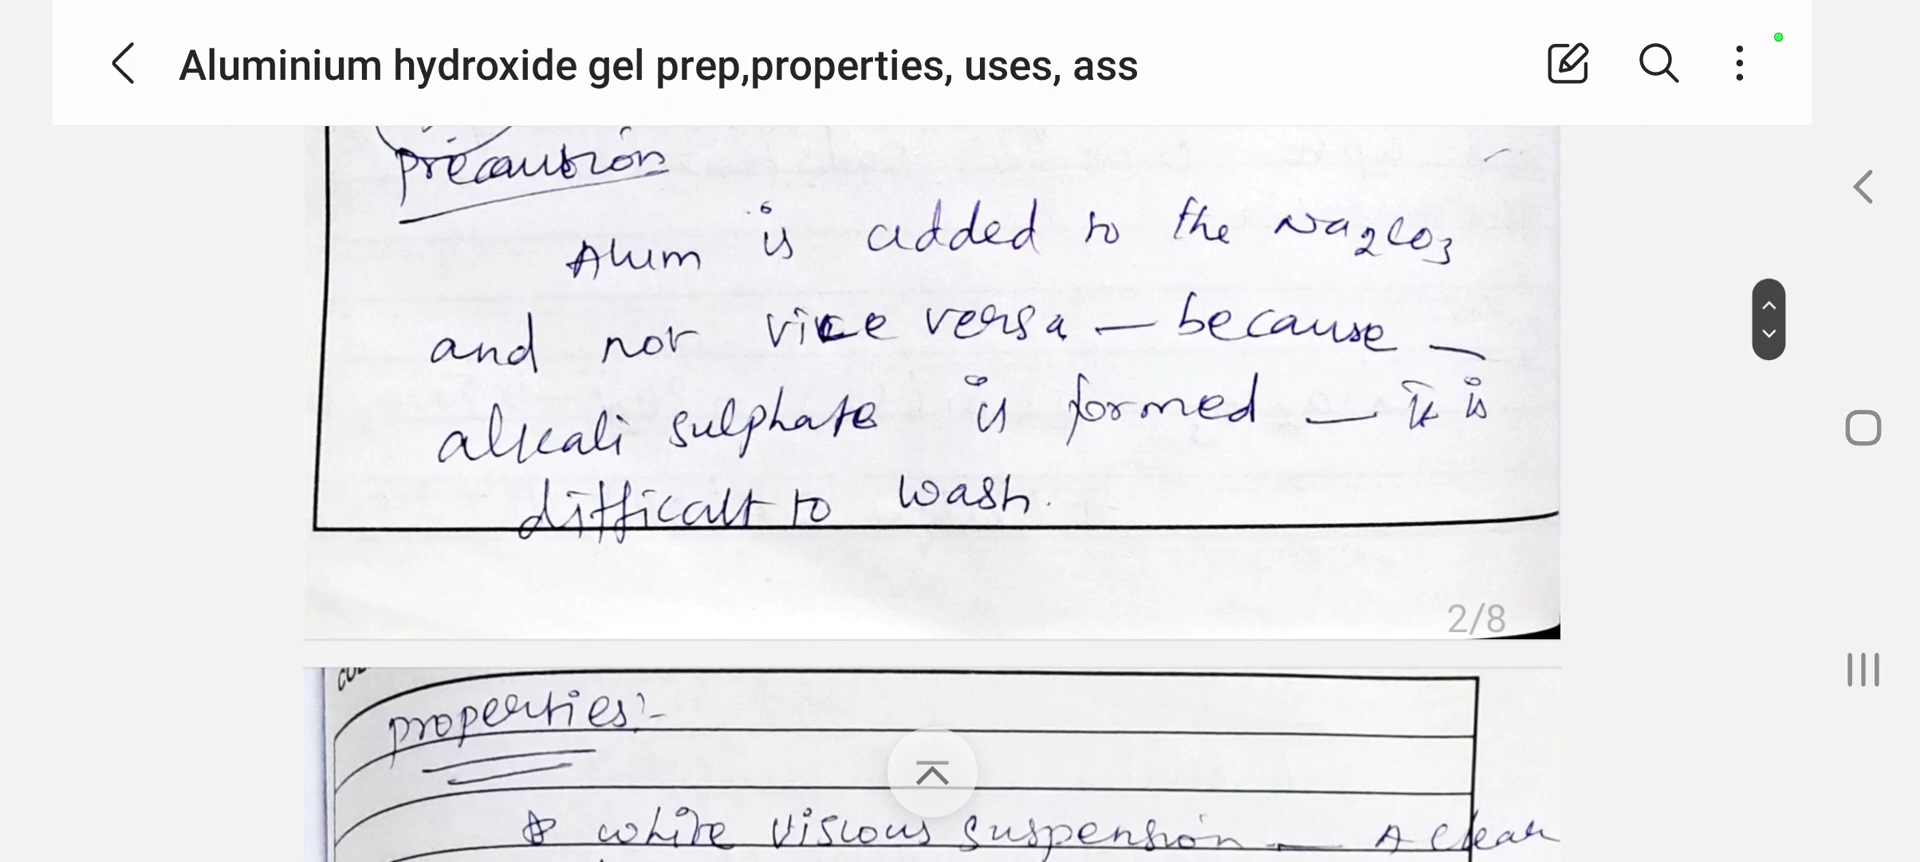 Aluminium hydroxide gel prep,properties, uses, ass
precaution
Alum is added to the Na2CO3
and not vice versa — because —
alkali sulphate is formed — it is
difficult to wash.
2/8
properties:-
white viscous suspension — A clear